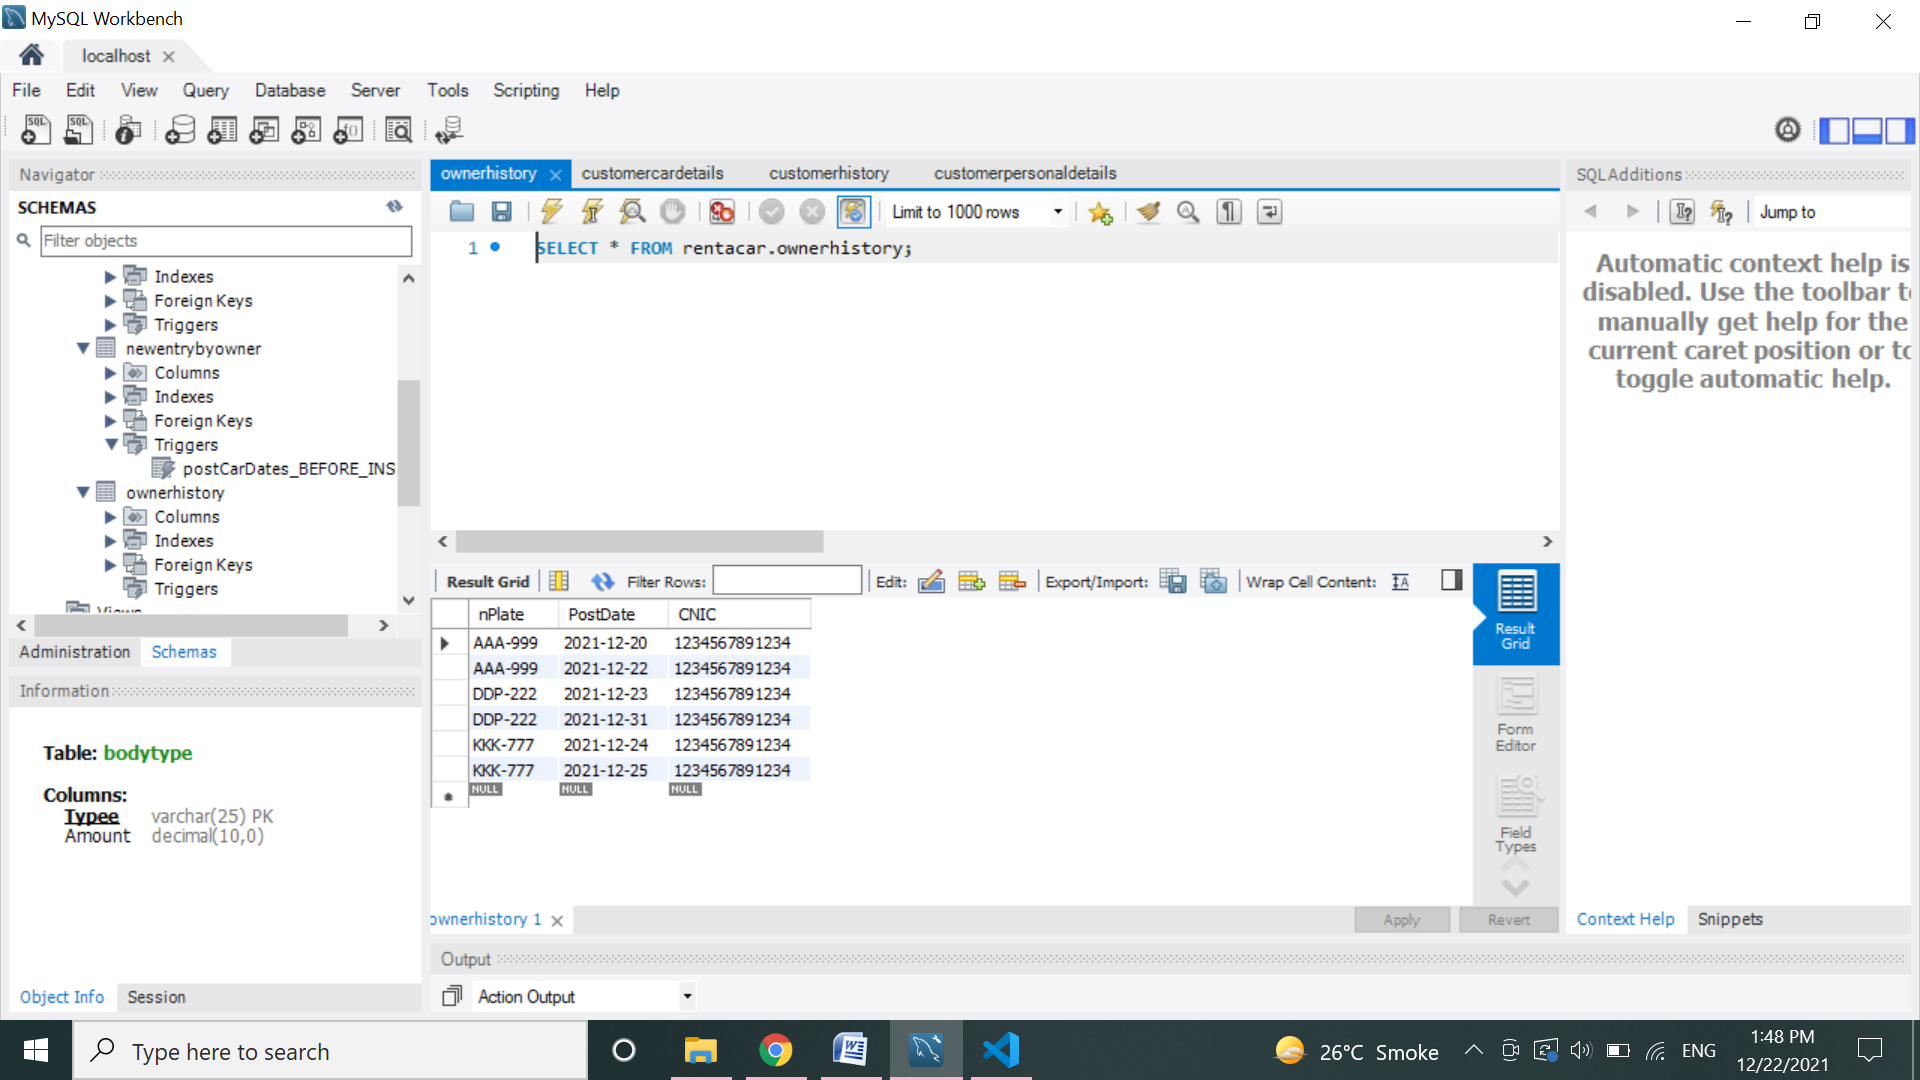 MySQL Workbench
localhost
File Edit View Query Database Server Tools Scripting Help
Navigator
SCHEMAS
Filter objects
Indexes
Foreign Keys
Triggers
newentrybyowner
Columns
Indexes
Foreign Keys
Triggers
postCarDates_BEFORE_INS
ownerhistory
Columns
Indexes
Foreign Keys
Triggers
Views
Administration Schemas
Information
Table: bodytype
Columns:
Typee varchar(25) PK
Amount decimal(10,0)
Object Info Session
ownerhistory customercardetails customerhistory customerpersonaldetails
Limit to 1000 rows
1 SELECT * FROM rentacar.ownerhistory;
Result Grid Filter Rows: Edit: Export/Import: Wrap Cell Content:
nPlate PostDate CNIC
AAA-999 2021-12-20 1234567891234
AAA-999 2021-12-22 1234567891234
DDP-222 2021-12-23 1234567891234
DDP-222 2021-12-31 1234567891234
KKK-777 2021-12-24 1234567891234
KKK-777 2021-12-25 1234567891234
NULL NULL NULL
Result
Grid
Form
Editor
Field
Types
ownerhistory 1 Apply Revert
Output
Action Output
SQLAdditions
Jump to
Automatic context help is
disabled. Use the toolbar to
manually get help for the
current caret position or to
toggle automatic help.
Context Help Snippets
Type here to search
26°C Smoke
ENG
1:48 PM
12/22/2021